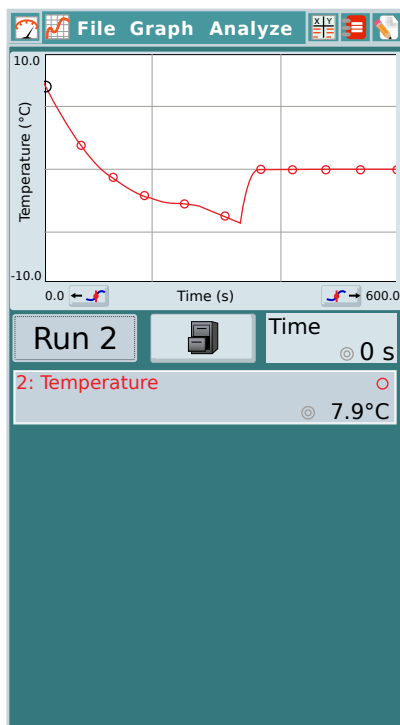 File Graph Analyze X Y
10.0
Temperature (°C)
-10.0
0.0 Time (s) 600.0
Run 2
Time
0 s
2: Temperature
7.9°C